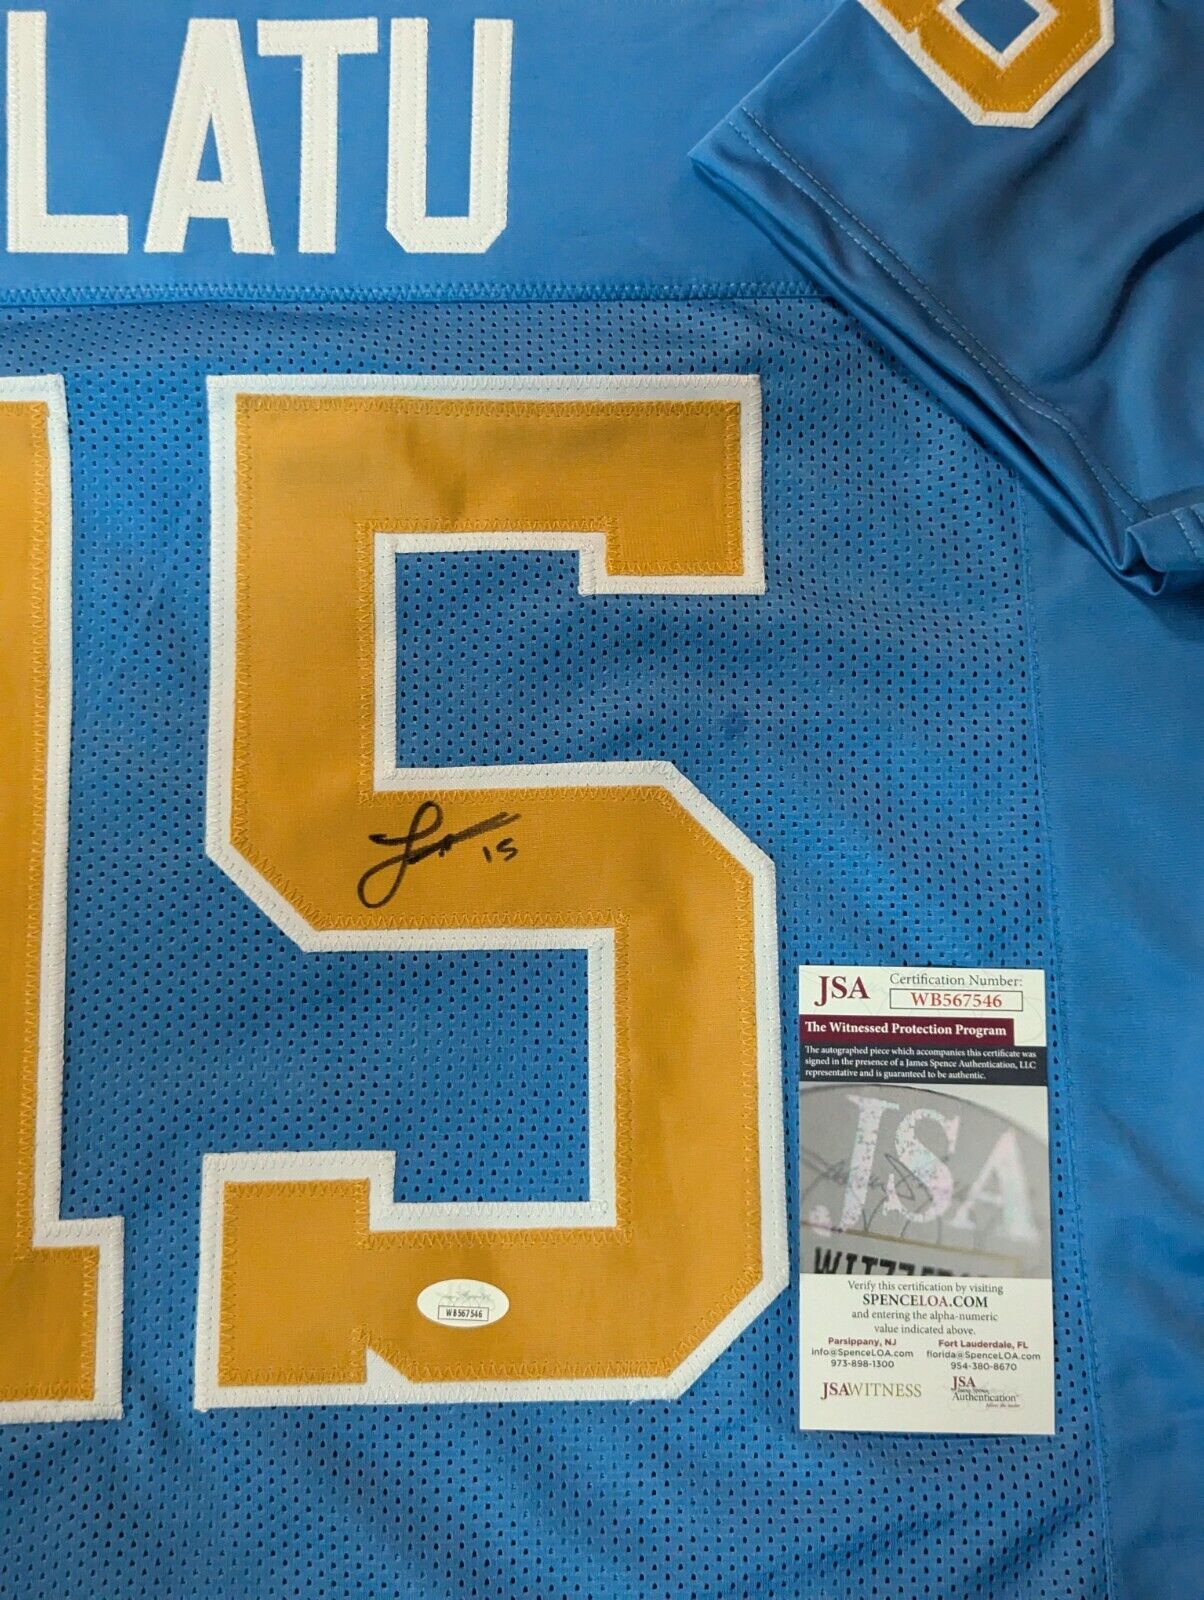 LATU
15
L 15
JSA
Certification Number:
WB567546
The Witnessed Protection Program
The autographed piece which accompanies this certificate was
signed in the presence of a James Spence Authentication, LLC
representative and is guaranteed to be authentic.
JSA
Verify this certification by visiting
SPENCELOA.COM
and entering the alpha-numeric
value indicated above.
Parsippany, NJ
info@SpenceLOA.com
973-898-1300
Fort Lauderdale, FL
florida@SpenceLOA.com
954-380-8670
JSAWITNESS
JSA
Authentication
WB567546